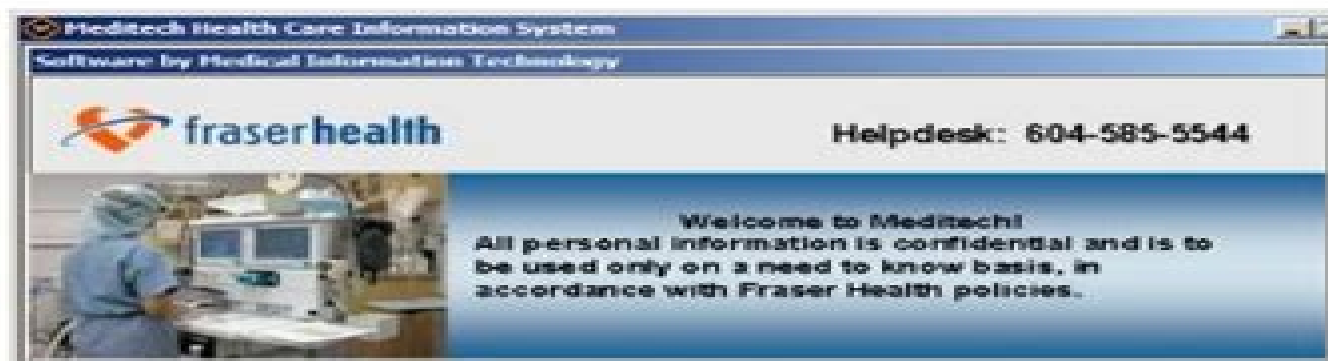 Meditech Health Care Information System
Software by Medical Information Technology
fraserhealth
Helpdesk: 604-585-5544
Welcome to Meditech!
All personal information is confidential and is to
be used only on a need to know basis, in
accordance with Fraser Health policies.